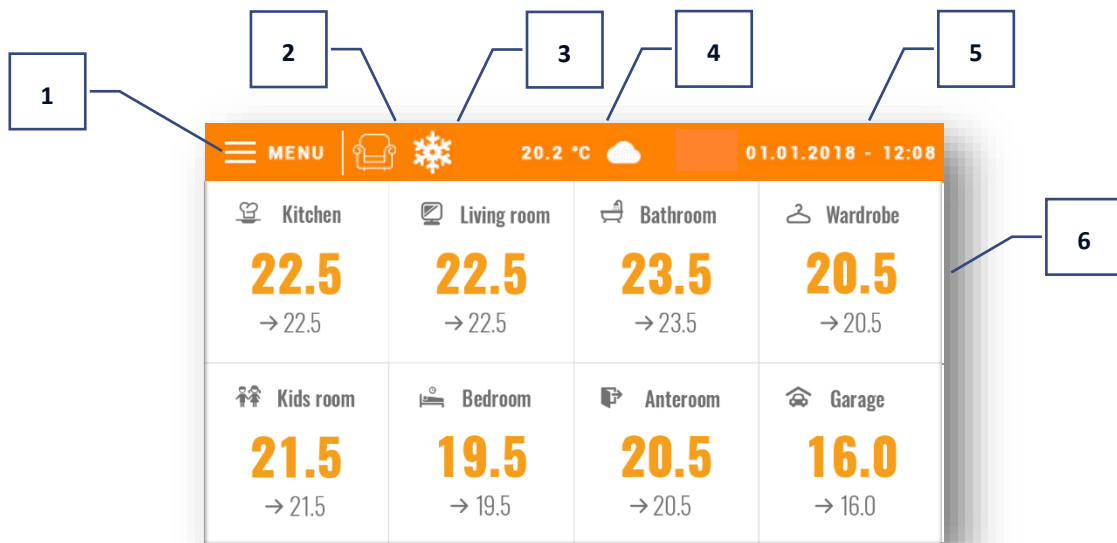 1
2
3
4
5
6
MENU 20.2 °C 01.01.2018 - 12:08
Kitchen Living room Bathroom Wardrobe
22.5 22.5 23.5 20.5
→ 22.5 → 22.5 → 23.5 → 20.5
Kids room Bedroom Anteroom Garage
21.5 19.5 20.5 16.0
→ 21.5 → 19.5 → 20.5 → 16.0